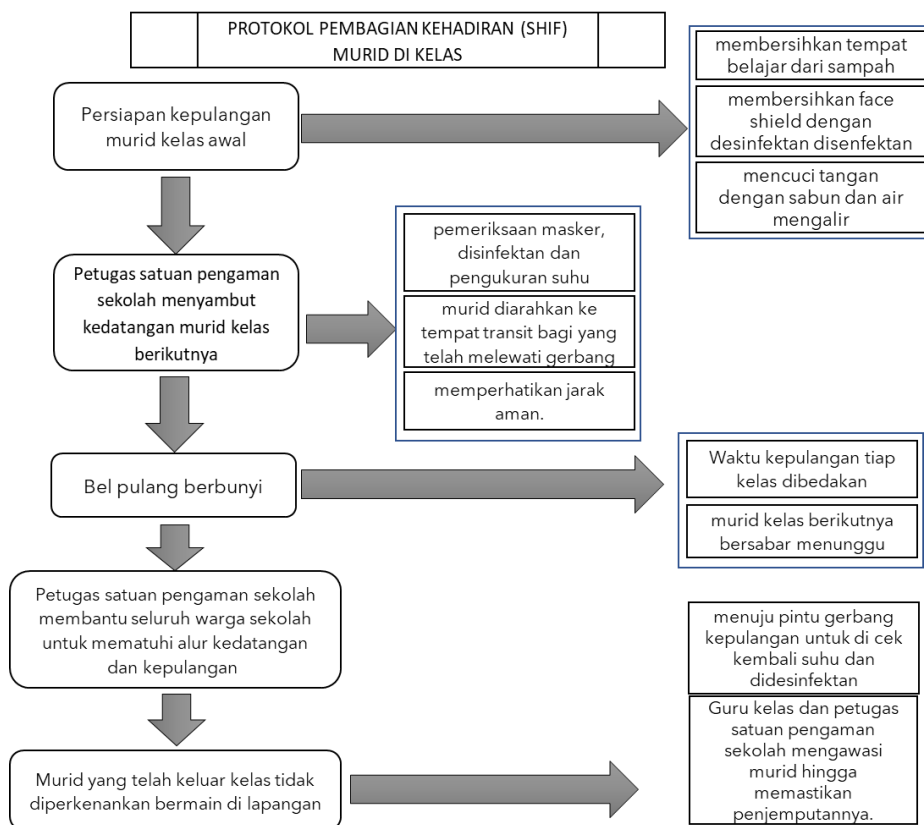 PROTOKOL PEMBAGIAN KEHADIRAN (SHIF)
MURID DI KELAS
Persiapan kepulangan
murid kelas awal
membersihkan tempat
belajar dari sampah
membersihkan face
shield dengan
desinfektan disenfektan
mencuci tangan
dengan sabun dan air
mengalir
Petugas satuan pengaman
sekolah menyambut
kedatangan murid kelas
berikutnya
pemeriksaan masker,
disinfektan dan
pengukuran suhu
murid diarahkan ke
tempat transit bagi yang
telah melewati gerbang
memperhatikan jarak
aman.
Bel pulang berbunyi
Waktu kepulangan tiap
kelas dibedakan
murid kelas berikutnya
bersabar menunggu
Petugas satuan pengaman sekolah
membantu seluruh warga sekolah
untuk mematuhi alur kedatangan
dan kepulangan
Murid yang telah keluar kelas tidak
diperkenankan bermain di lapangan
menuju pintu gerbang
kepulangan untuk di cek
kembali suhu dan
didesinfektan
Guru kelas dan petugas
satuan pengaman
sekolah mengawasi
murid hingga
memastikan
penjemputannya.